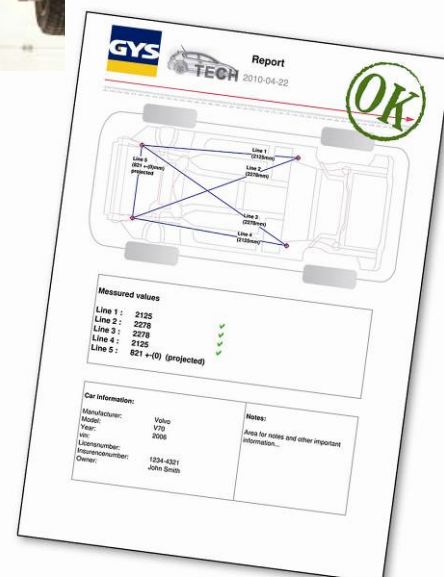 GYS
TECH
Report
2010-04-22
OK
Line 1
(2125mm)
Line 2
(2278mm)
Line 5
(821 +-(0)mm)
projected
Line 3
(2278mm)
Line 4
(2125mm)
Messured values
Line 1 : 2125
Line 2 : 2278
Line 3 : 2278
Line 4 : 2125
Line 5 : 821 +-(0) (projected)
Car information:
Manufacturer: Volvo
Model: V70
Year: 2006
vin:
Licensnumber:
Insurencenumber: 1234-4321
Owner: John Smith
Notes:
Area for notes and other important
information...